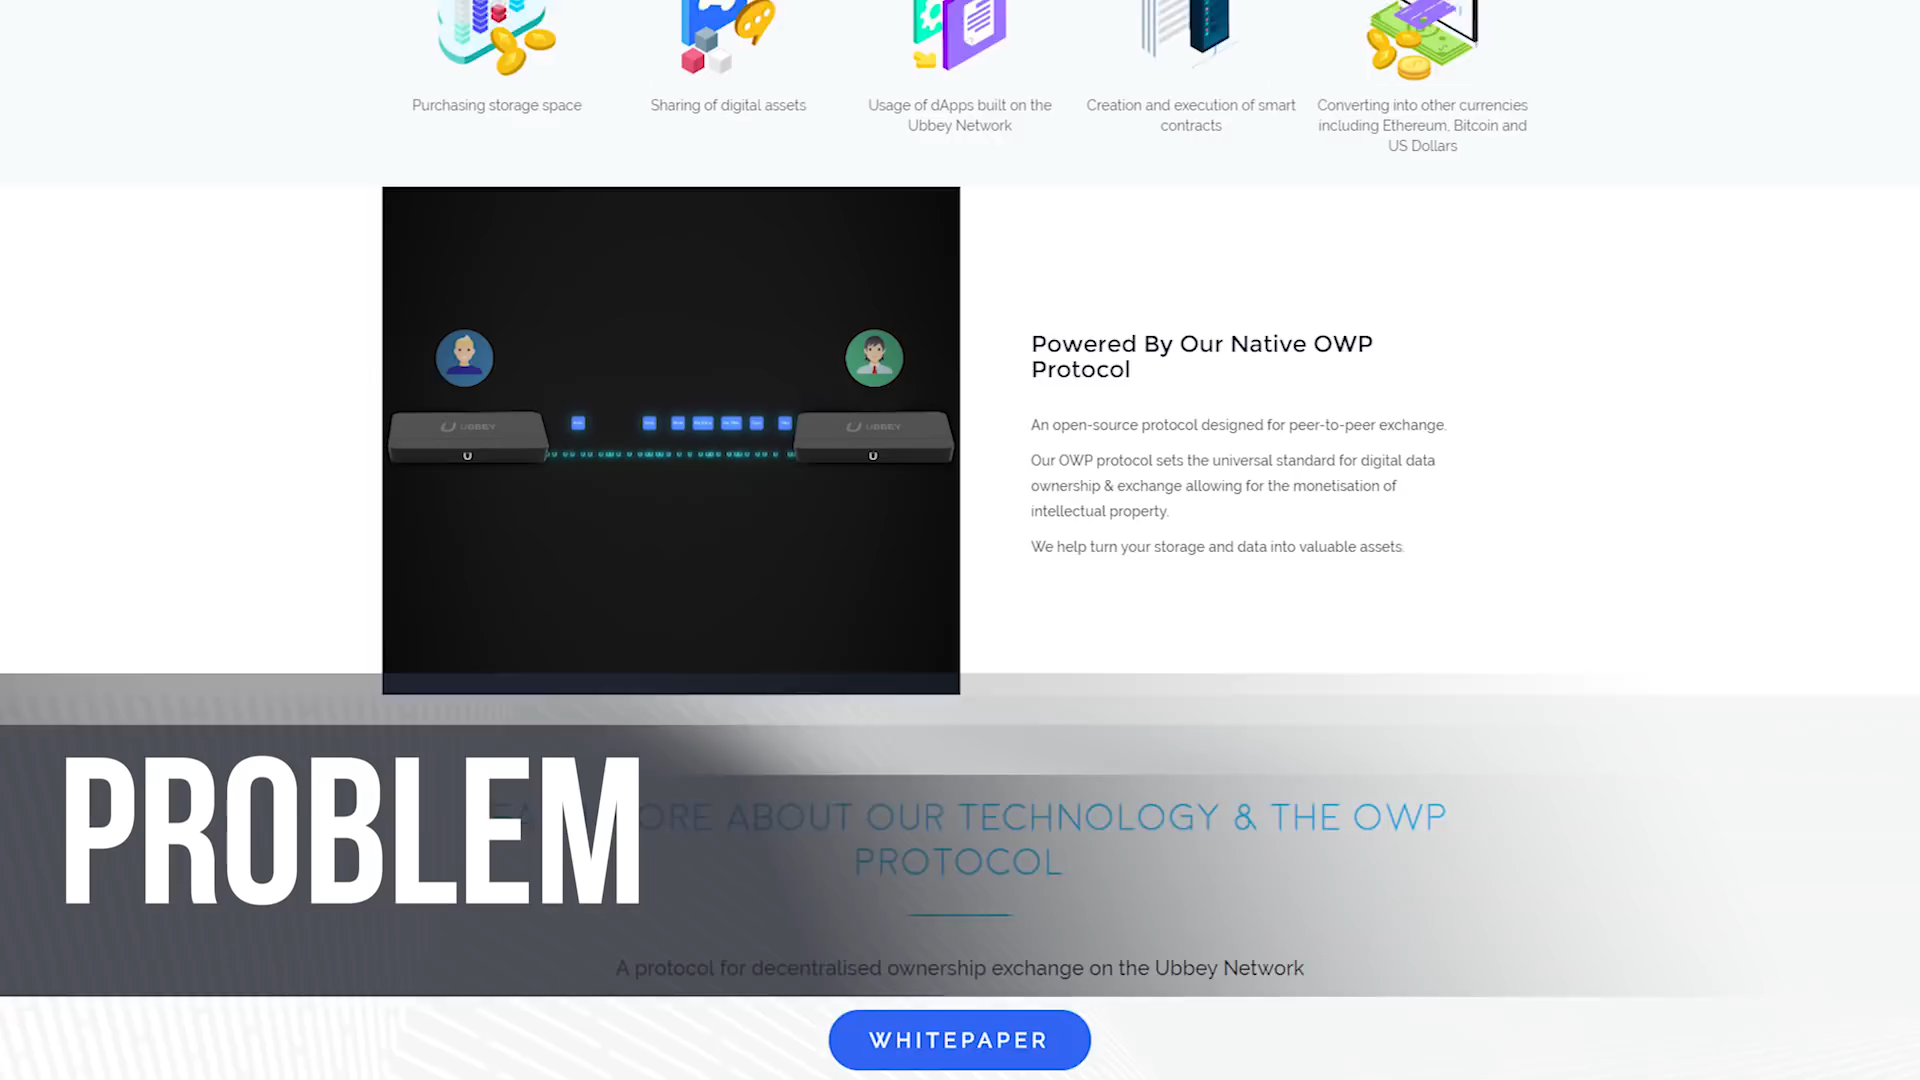 Purchasing storage space
Sharing of digital assets
Usage of dApps built on the
Ubbey Network
Creation and execution of smart
contracts
Converting into other currencies
including Ethereum, Bitcoin and
US Dollars
UBBEY
UBBEY
Powered By Our Native OWP
Protocol
An open-source protocol designed for peer-to-peer exchange.
Our OWP protocol sets the universal standard for digital data
ownership & exchange allowing for the monetisation of
intellectual property.
We help turn your storage and data into valuable assets.
PROBLEM
ABOUT OUR TECHNOLOGY & THE OWP
PROTOCOL
A protocol for decentralised ownership exchange on the Ubbey Network
WHITEPAPER